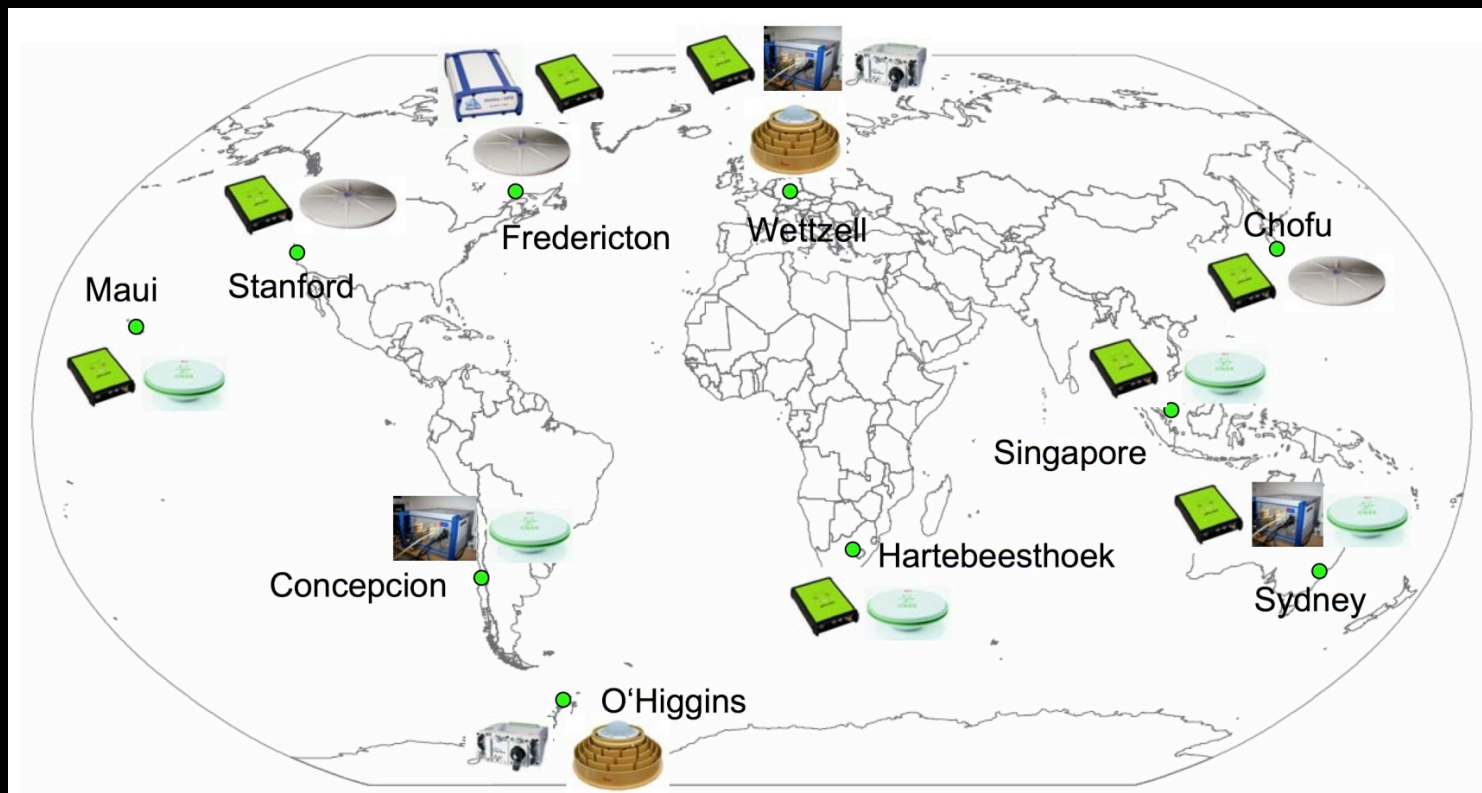 Fredericton
Wettzell
Chofu
Maui
Stanford
Singapore
Hartebeesthoek
Concepcion
Sydney
O‘Higgins